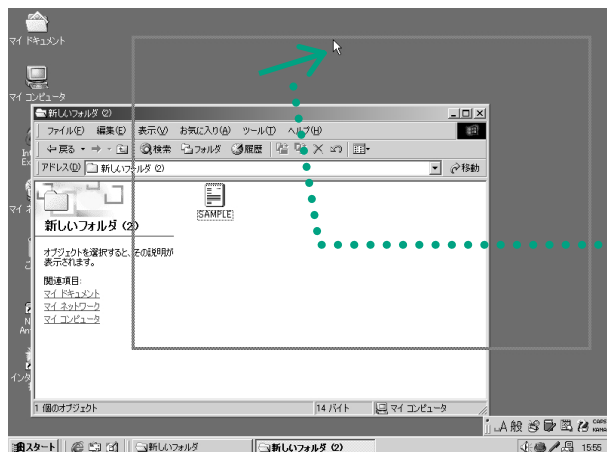 マイ ドキュメント
マイ コンピュータ
新しいフォルダ (2)
ファイル(F) 編集(E) 表示(V) お気に入り(A) ツール(T) ヘルプ(H)
戻る 検索 フォルダ 履歴
アドレス(D) 新しいフォルダ (2) 移動
SAMPLE
新しいフォルダ (2)
オブジェクトを選択すると、その説明が
表示されます。
関連項目:
マイ ドキュメント
マイ ネットワーク
マイ コンピュータ
1 個のオブジェクト 14 バイト マイ コンピュータ
A 般 CAPS
KANA
スタート 新しいフォルダ 新しいフォルダ (2) 15:55